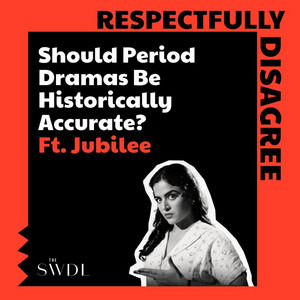 RESPECTFULLY
DISAGREE
Should Period
Dramas Be
Historically
Accurate?
Ft. Jubilee
THE
SWDL